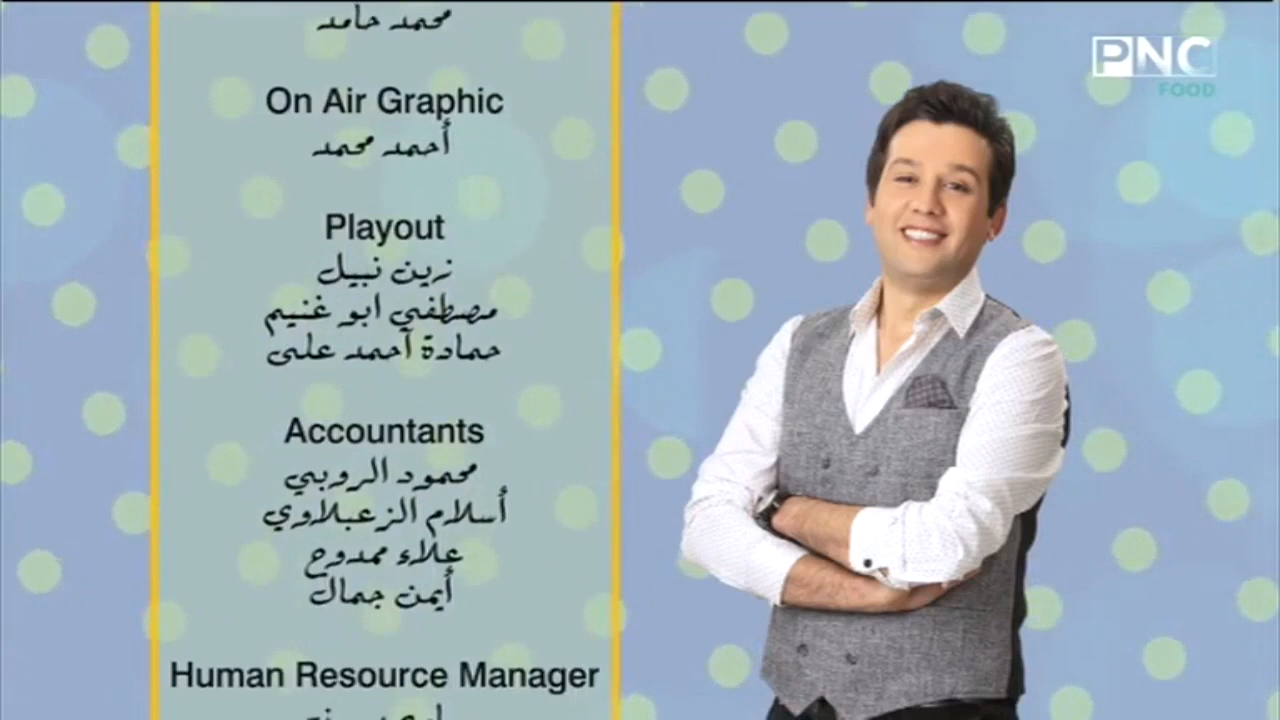 محمد حامد
PNC
FOOD
On Air Graphic
أحمد محمد
Playout
زين نبيل
مصطفي ابو غنيم
حمادة أحمد على
Accountants
محمود الروبي
أسلام الزعبلاوي
علاء ممدوح
أيمن جمال
Human Resource Manager